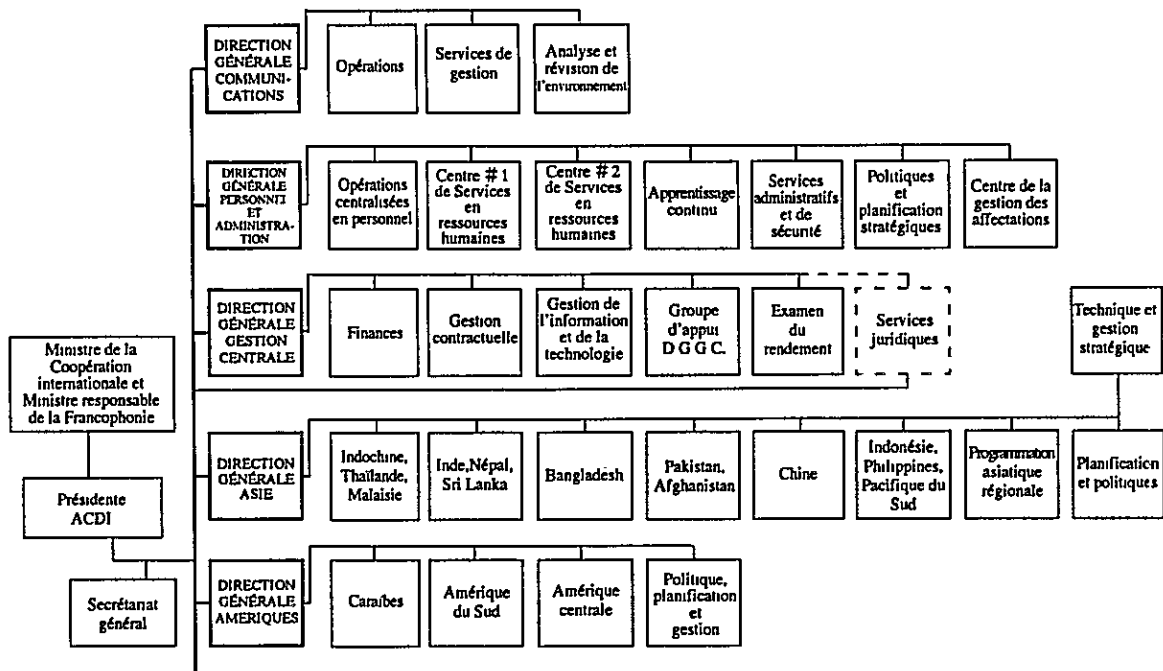 DIRECTION
GÉNÉRALE
COMMUNI-
CATIONS
Opérations
Services de
gestion
Analyse et
révision de
l'environnement
DIRECTION
GÉNÉRALE
PERSONNEL
ET
ADMINISTRA-
TION
Opérations
centralisées
en personnel
Centre # 1
de Services
en
ressources
humaines
Centre # 2
de Services
en
ressources
humaines
Apprentissage
continu
Services
administratifs
et de
sécurité
Politiques
et
planification
stratégiques
Centre de la
gestion des
affectations
DIRECTION
GÉNÉRALE
GESTION
CENTRALE
Finances
Gestion
contractuelle
Gestion de
l'information
et de la
technologie
Groupe
d'appui
D G G C.
Examen
du
rendement
Services
juridiques
Technique et
gestion
stratégique
Ministre de la
Coopération
internationale et
Ministre responsable
de la Francophonie
Présidente
ACDI
Secrétariat
général
DIRECTION
GÉNÉRALE
ASIE
Indochine,
Thaïlande,
Malaisie
Inde,Népal,
Sri Lanka
Bangladesh
Pakistan,
Afghanistan
Chine
Indonésie,
Philippines,
Pacifique du
Sud
Programmation
asiatique
régionale
Planification
et politiques
DIRECTION
GÉNÉRALE
AMERIQUES
Caraïbes
Amérique
du Sud
Amérique
centrale
Politique,
planification
et
gestion